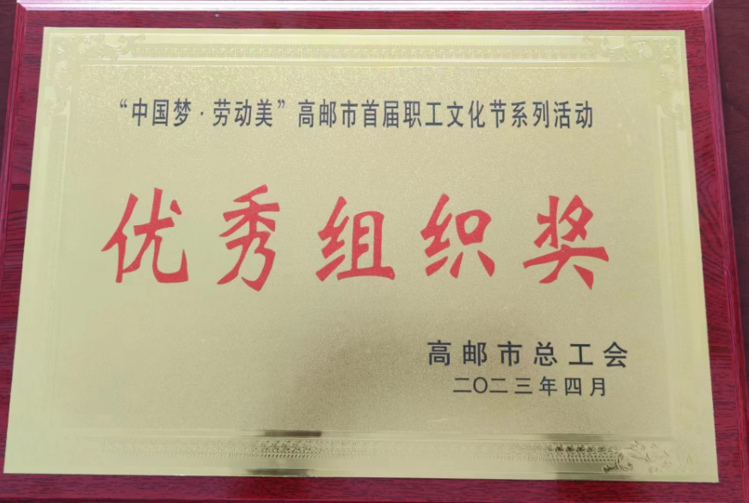 “中国梦·劳动美”高邮市首届职工文化节系列活动
优秀组织奖
高邮市总工会
二〇二三年四月